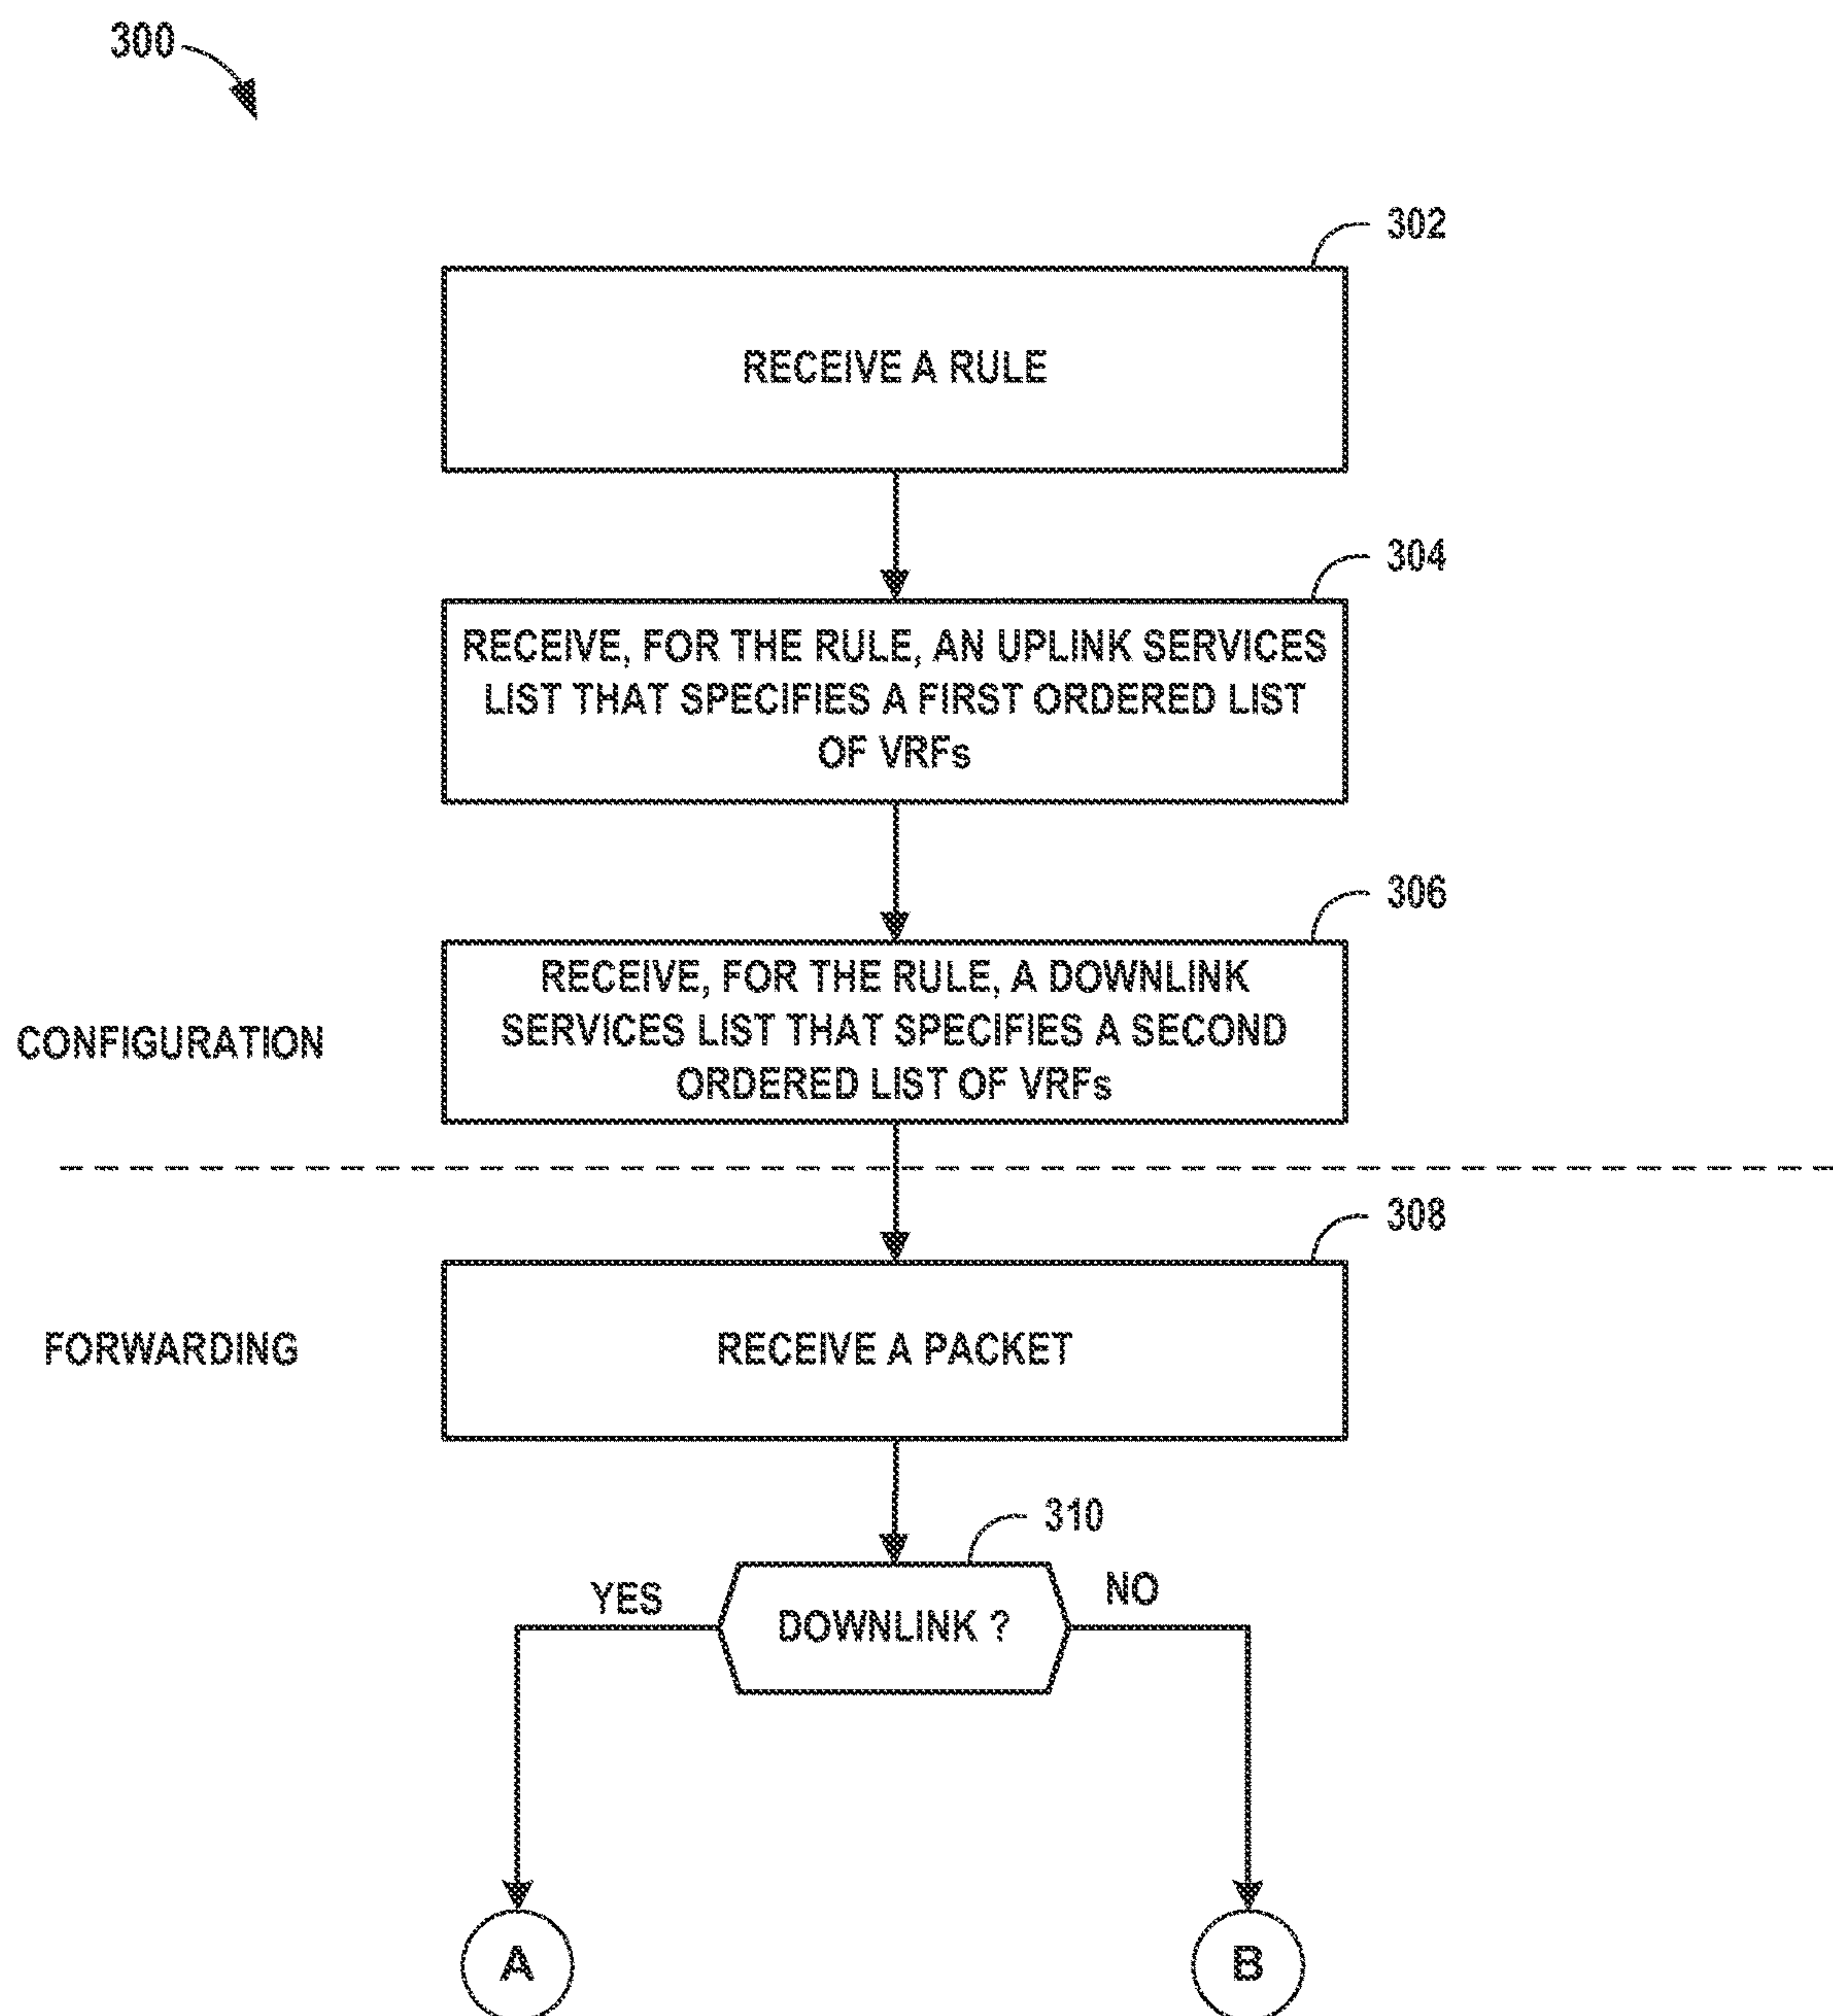 300
302
RECEIVE A RULE
304
RECEIVE, FOR THE RULE, AN UPLINK SERVICES
LIST THAT SPECIFIES A FIRST ORDERED LIST
OF VRFs
306
RECEIVE, FOR THE RULE, A DOWNLINK
SERVICES LIST THAT SPECIFIES A SECOND
ORDERED LIST OF VRFs
CONFIGURATION
308
FORWARDING
RECEIVE A PACKET
310
YES
NO
DOWNLINK ?
A
B